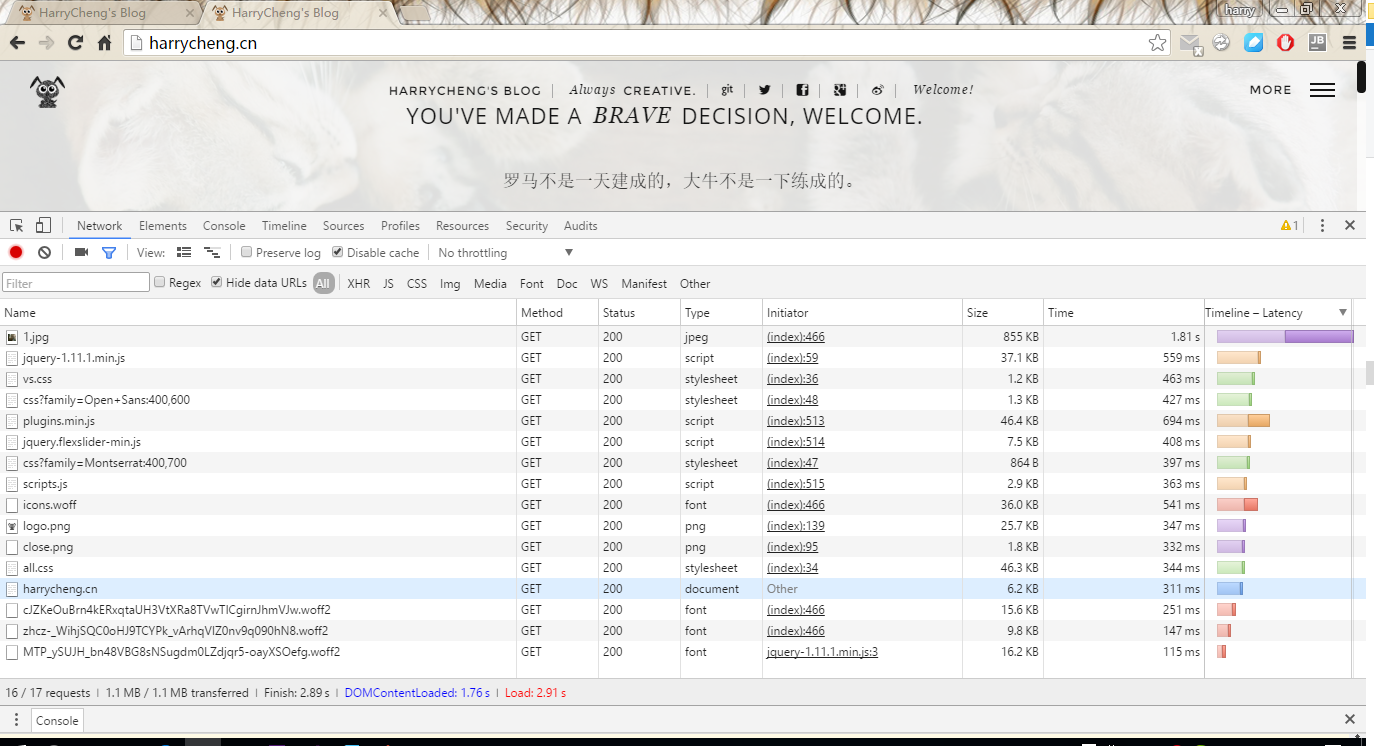 HarryCheng's Blog HarryCheng's Blog harry
harrycheng.cn JB
HARRYCHENG'S BLOG Always CREATIVE. git Welcome! MORE
YOU'VE MADE A BRAVE DECISION, WELCOME.
罗马不是一天建成的，大牛不是一下练成的。
Network Elements Console Timeline Sources Profiles Resources Security Audits 1
View: Preserve log Disable cache No throttling
Filter Regex Hide data URLs All XHR JS CSS Img Media Font Doc WS Manifest Other
Name Method Status Type Initiator Size Time Timeline – Latency
1.jpg GET 200 jpeg (index):466 855 KB 1.81 s
jquery-1.11.1.min.js GET 200 script (index):59 37.1 KB 559 ms
vs.css GET 200 stylesheet (index):36 1.2 KB 463 ms
css?family=Open+Sans:400,600 GET 200 stylesheet (index):48 1.3 KB 427 ms
plugins.min.js GET 200 script (index):513 46.4 KB 694 ms
jquery.flexslider-min.js GET 200 script (index):514 7.5 KB 408 ms
css?family=Montserrat:400,700 GET 200 stylesheet (index):47 864 B 397 ms
scripts.js GET 200 script (index):515 2.9 KB 363 ms
icons.woff GET 200 font (index):466 36.0 KB 541 ms
logo.png GET 200 png (index):139 25.7 KB 347 ms
close.png GET 200 png (index):95 1.8 KB 332 ms
all.css GET 200 stylesheet (index):34 46.3 KB 344 ms
harrycheng.cn GET 200 document Other 6.2 KB 311 ms
cJZKeOuBrn4kERxqtaUH3VtXRa8TVwTICgirnJhmVJw.woff2 GET 200 font (index):466 15.6 KB 251 ms
zhcz-_WihjSQC0oHJ9TCYPk_vArhqVIZ0nv9q090hN8.woff2 GET 200 font (index):466 9.8 KB 147 ms
MTP_ySUJH_bn48VBG8sNSugdm0LZdjqr5-oayXSOefg.woff2 GET 200 font jquery-1.11.1.min.js:3 16.2 KB 115 ms
16 / 17 requests | 1.1 MB / 1.1 MB transferred | Finish: 2.89 s | DOMContentLoaded: 1.76 s | Load: 2.91 s
Console